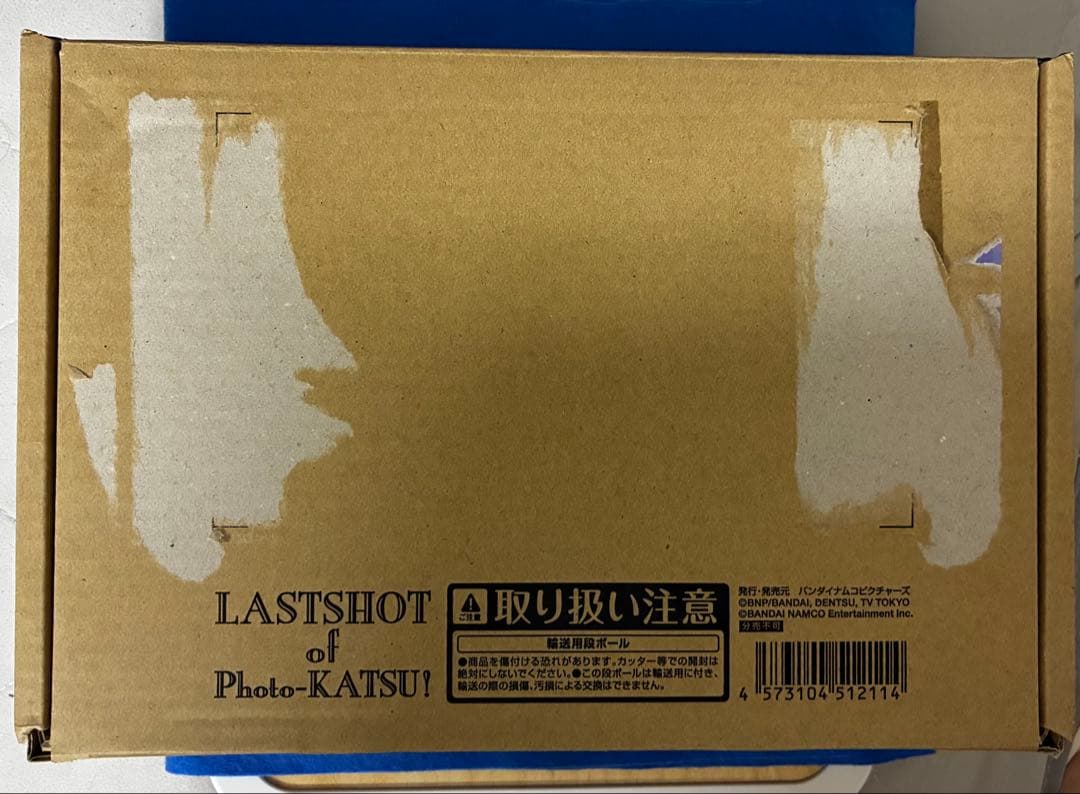 LASTSHOT
of
Photo-KATSU!
ご注意
取り扱い注意
輸送用段ボール
●商品を傷付ける恐れがあります。カッター等での開封は
絶対にしないでください。●この段ボールは輸送用に付き、
輸送の際の損傷、汚損による交換はできません。
発行・発売元 バンダイナムコピクチャーズ
©BNP/BANDAI, DENTSU, TV TOKYO
©BANDAI NAMCO Entertainment Inc.
分売不可
4 573104 512114